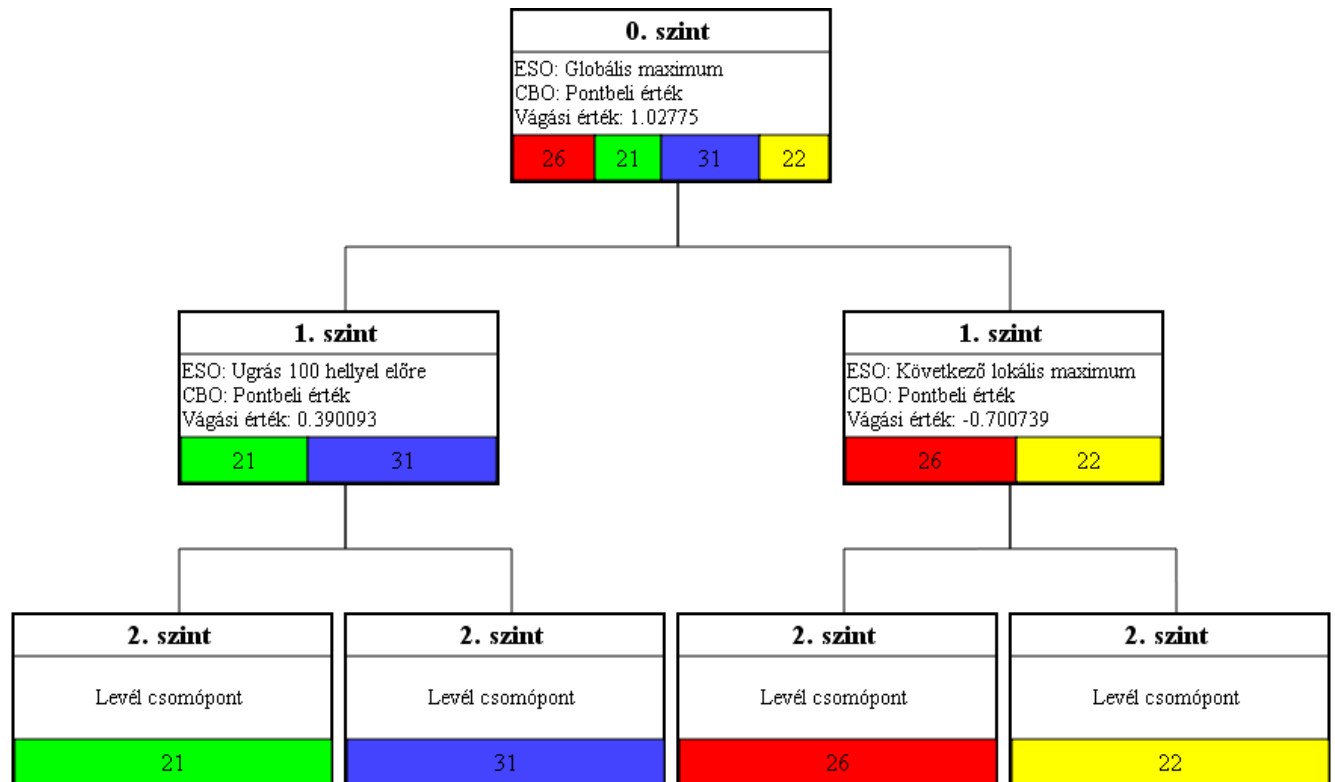 0. szint
ESO: Globális maximum
CBO: Pontbeli érték
Vágási érték: 1.02775
26 21 31 22
1. szint
ESO: Ugrás 100 hellyel előre
CBO: Pontbeli érték
Vágási érték: 0.390093
21 31
1. szint
ESO: Következő lokális maximum
CBO: Pontbeli érték
Vágási érték: -0.700739
26 22
2. szint
Levél csomópont
21
2. szint
Levél csomópont
31
2. szint
Levél csomópont
26
2. szint
Levél csomópont
22